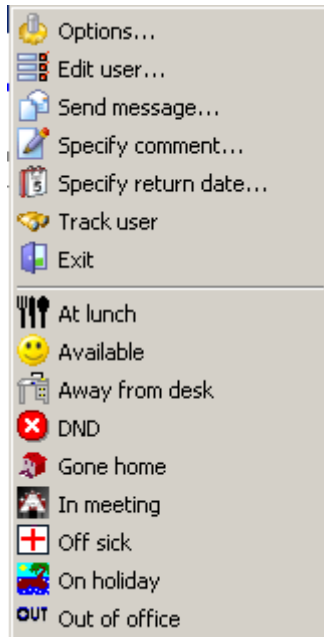 Options...
Edit user...
Send message...
Specify comment...
5
Specify return date...
Track user
Exit
At lunch
Available
Away from desk
DND
Gone home
In meeting
Off sick
On holiday
OUT Out of office